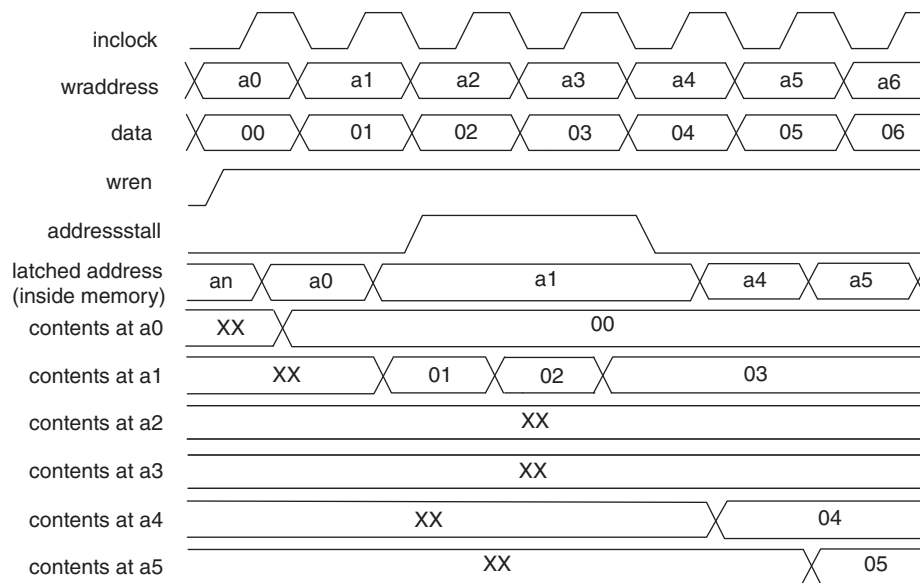 inclock
wraddress a0 a1 a2 a3 a4 a5 a6
data 00 01 02 03 04 05 06
wren
addressstall
latched address
(inside memory) an a0 a1 a4 a5
contents at a0 XX 00
contents at a1 XX 01 02 03
contents at a2 XX
contents at a3 XX
contents at a4 XX 04
contents at a5 XX 05